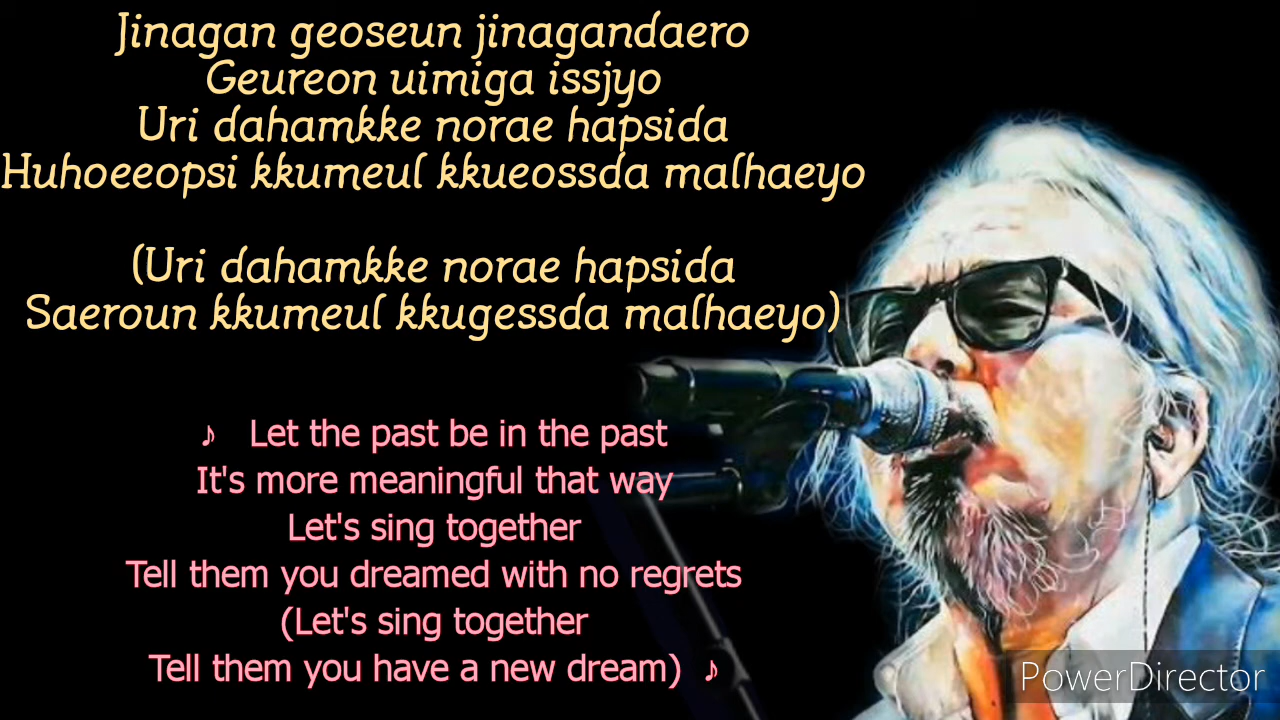 Jinagan geoseun jinagandaero
Geureon uimiga issjyo
Uri dahamkke norae hapsida
Huhoeeopsi kkumeul kkueossda malhaeyo
(Uri dahamkke norae hapsida
Saeroun kkumeul kkugessda malhaeyo)
♪ Let the past be in the past
It's more meaningful that way
Let's sing together
Tell them you dreamed with no regrets
(Let's sing together
Tell them you have a new dream) ♪
PowerDirector